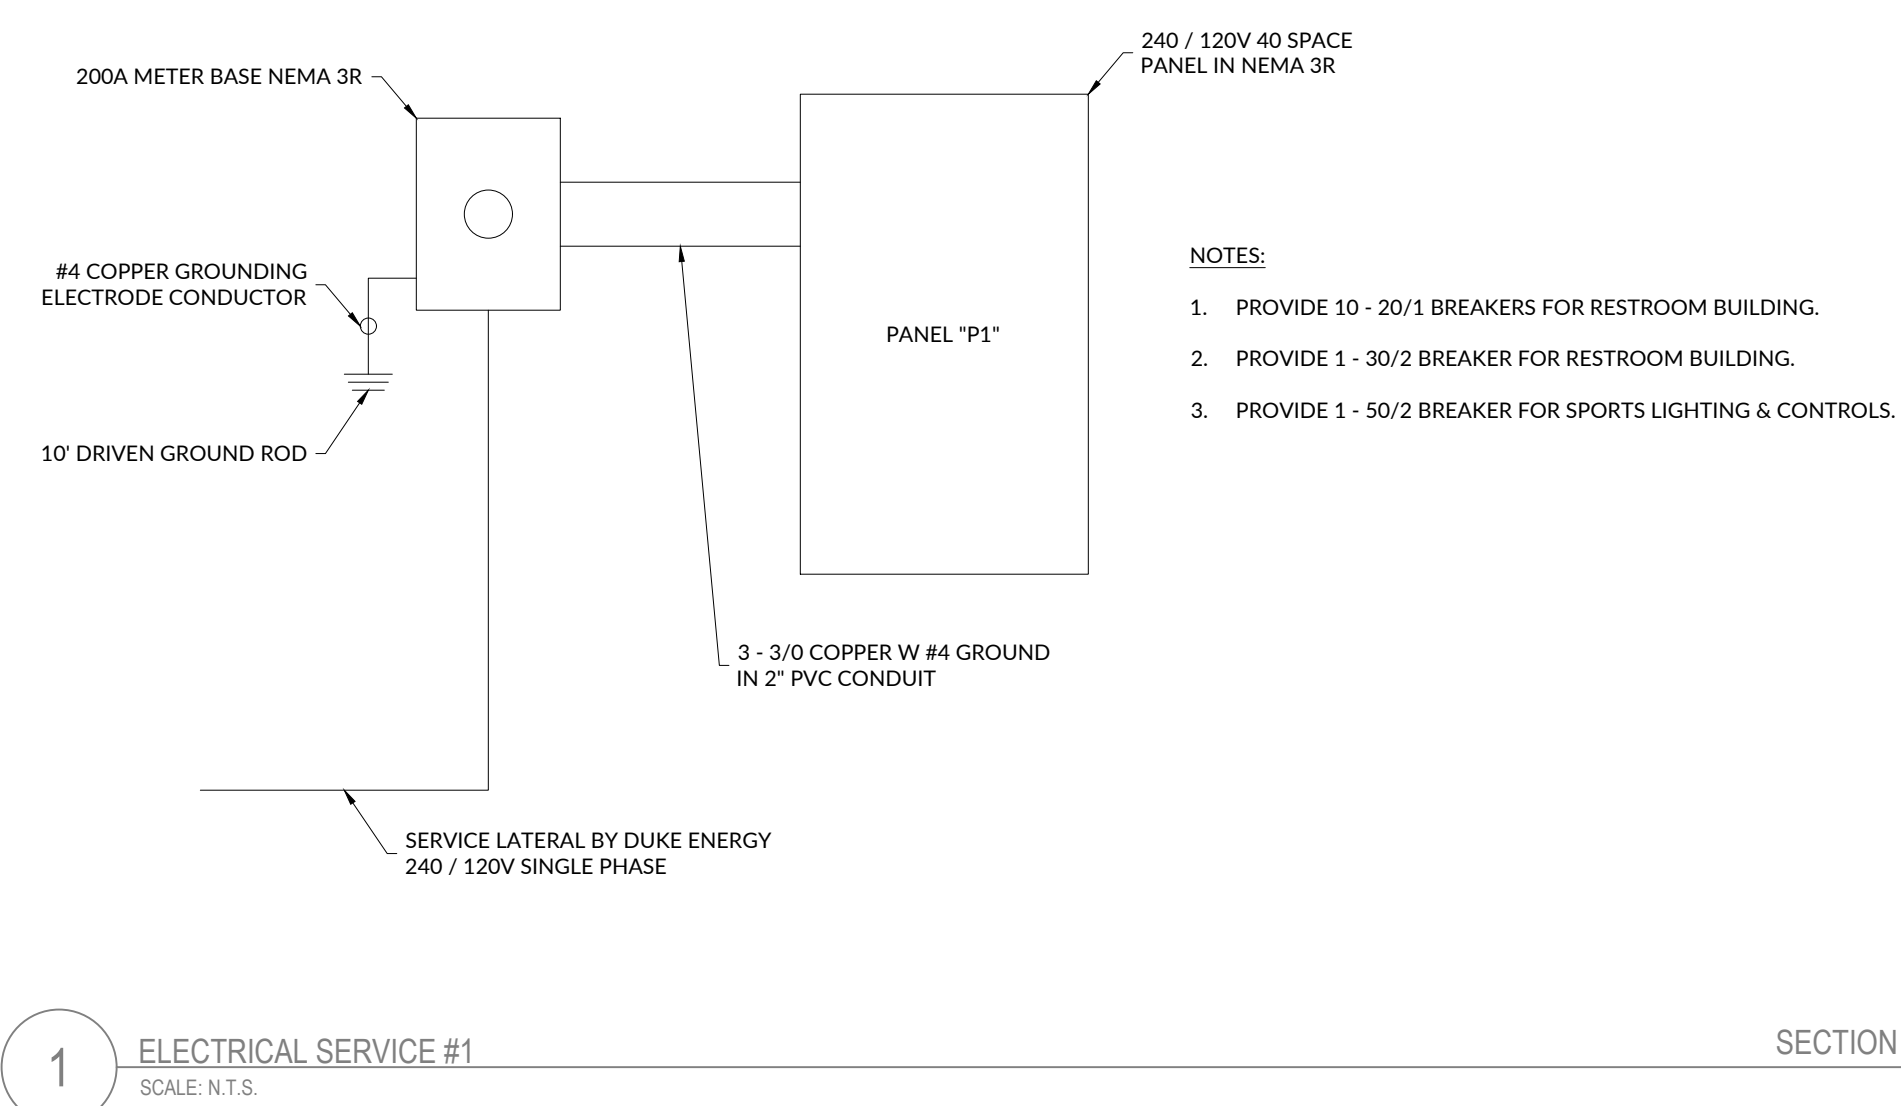 240 / 120V 40 SPACE
PANEL IN NEMA 3R
200A METER BASE NEMA 3R
#4 COPPER GROUNDING
ELECTRODE CONDUCTOR
10' DRIVEN GROUND ROD
PANEL "P1"
NOTES:
1. PROVIDE 10 - 20/1 BREAKERS FOR RESTROOM BUILDING.
2. PROVIDE 1 - 30/2 BREAKER FOR RESTROOM BUILDING.
3. PROVIDE 1 - 50/2 BREAKER FOR SPORTS LIGHTING & CONTROLS.
3 - 3/0 COPPER W #4 GROUND
IN 2" PVC CONDUIT
SERVICE LATERAL BY DUKE ENERGY
240 / 120V SINGLE PHASE
1
ELECTRICAL SERVICE #1
SECTION
SCALE: N.T.S.